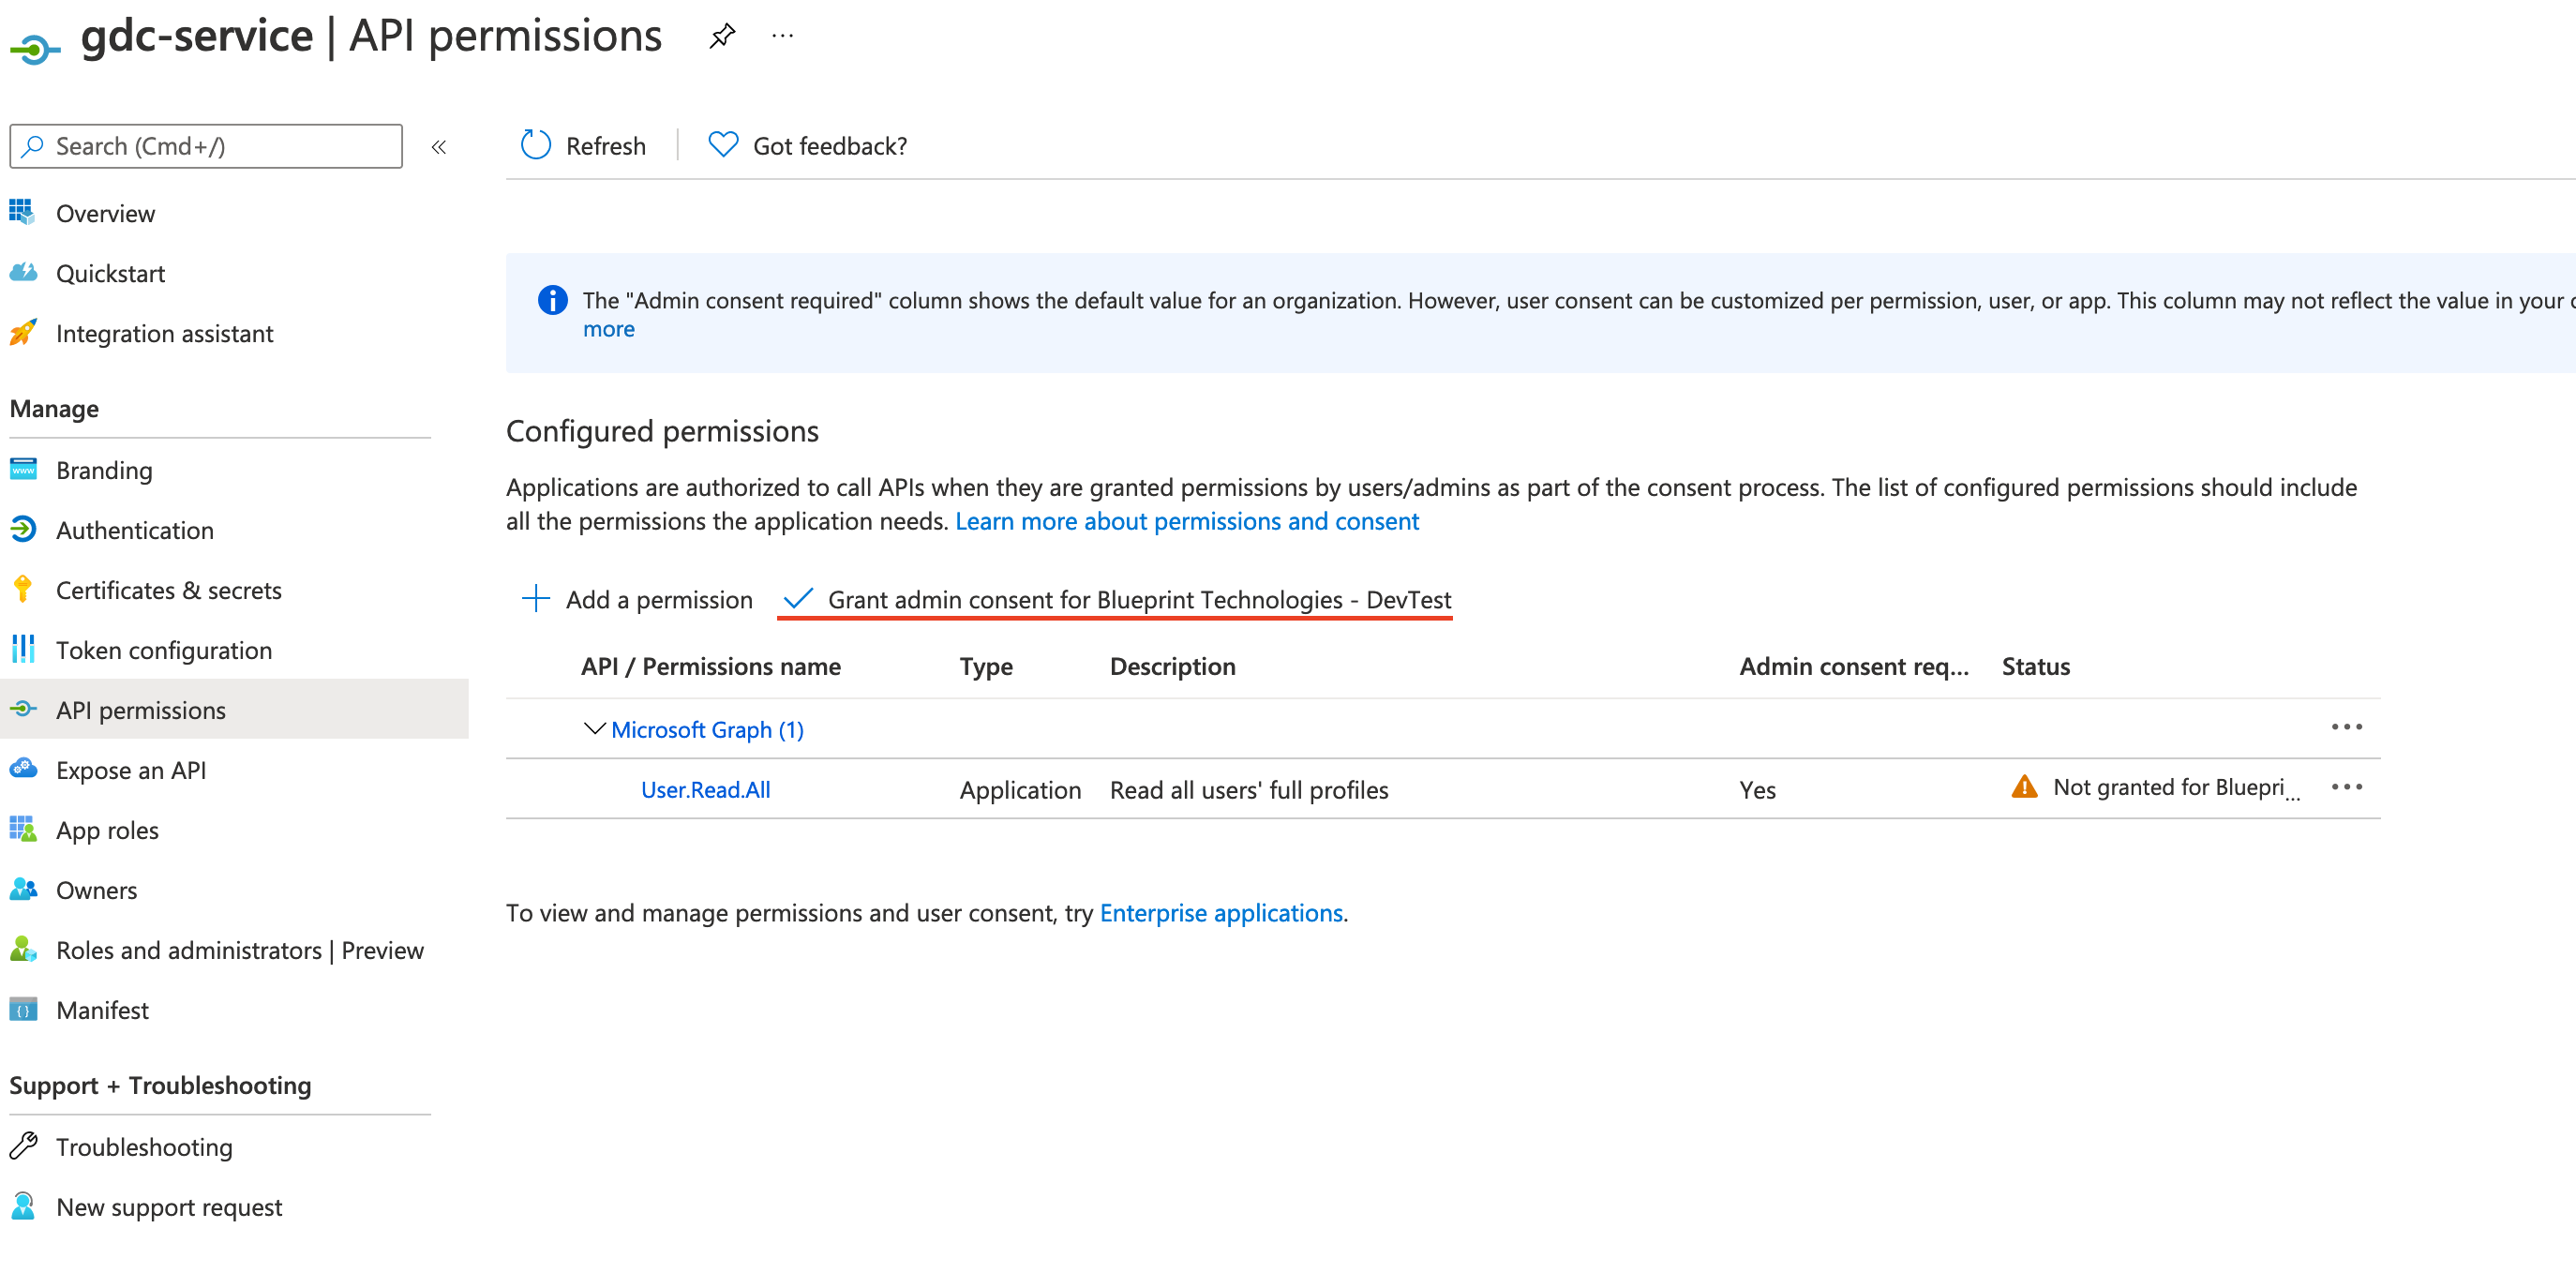 gdc-service | API permissions ...
Search (Cmd+/) «
Refresh | Got feedback?
Overview
Quickstart
Integration assistant
Manage
Branding
Authentication
Certificates & secrets
Token configuration
API permissions
Expose an API
App roles
Owners
Roles and administrators | Preview
Manifest
Support + Troubleshooting
Troubleshooting
New support request
The "Admin consent required" column shows the default value for an organization. However, user consent can be customized per permission, user, or app. This column may not reflect the value in your
more
Configured permissions
Applications are authorized to call APIs when they are granted permissions by users/admins as part of the consent process. The list of configured permissions should include
all the permissions the application needs. Learn more about permissions and consent
Add a permission Grant admin consent for Blueprint Technologies - DevTest
API / Permissions name Type Description Admin consent req... Status
Microsoft Graph (1) ...
User.Read.All Application Read all users' full profiles Yes Not granted for Bluepri... ...
To view and manage permissions and user consent, try Enterprise applications.